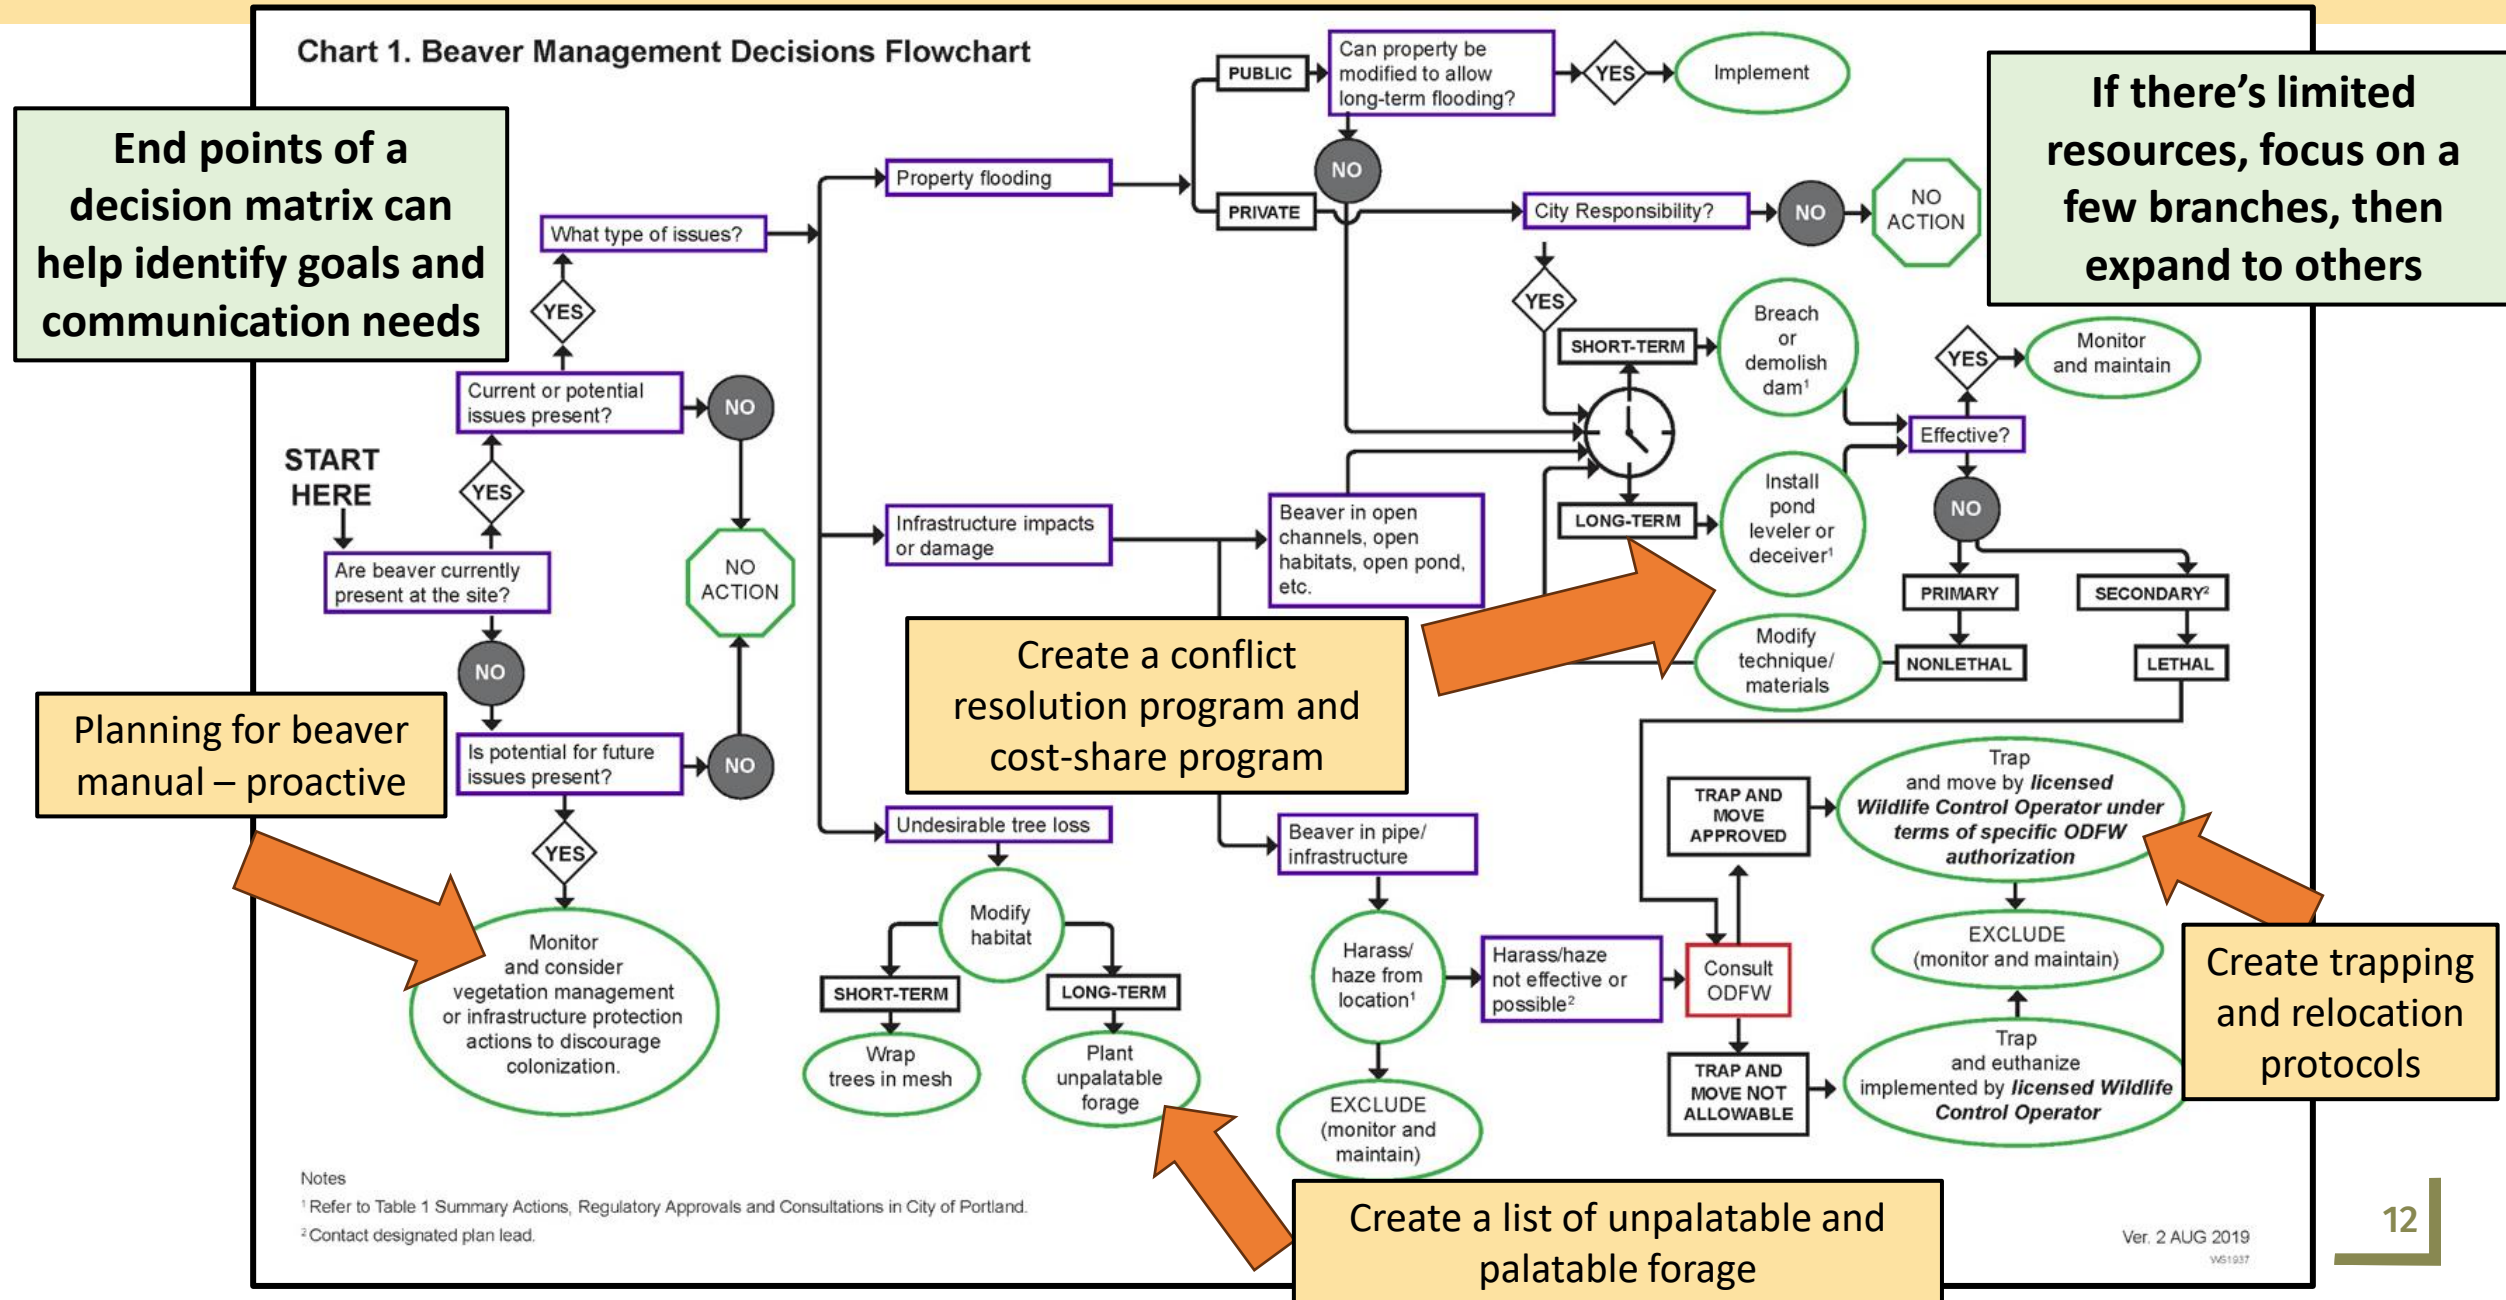 Chart 1. Beaver Management Decisions Flowchart
End points of a
decision matrix can
help identify goals and
communication needs
If there’s limited
resources, focus on a
few branches, then
expand to others
START
HERE
Are beaver currently
present at the site?
YES
Current or potential
issues present?
YES
NO
What type of issues?
NO
ACTION
NO
Is potential for future
issues present?
NO
YES
Monitor
and consider
vegetation management
or infrastructure protection
actions to discourage
colonization.
Planning for beaver
manual – proactive
Property flooding
PUBLIC
Can property be
modified to allow
long-term flooding?
YES
Implement
NO
PRIVATE
City Responsibility?
NO
NO
ACTION
YES
SHORT-TERM
Breach
or
demolish
dam¹
LONG-TERM
Install
pond
leveler or
deceiver¹
Effective?
YES
Monitor
and maintain
NO
PRIMARY
SECONDARY²
NONLETHAL
LETHAL
Modify
technique/
materials
Infrastructure impacts
or damage
Beaver in open
channels, open
habitats, open pond,
etc.
Create a conflict
resolution program and
cost-share program
Undesirable tree loss
Modify
habitat
SHORT-TERM
LONG-TERM
Wrap
trees in mesh
Plant
unpalatable
forage
Beaver in pipe/
infrastructure
Harass/
haze from
location¹
EXCLUDE
(monitor and
maintain)
Harass/haze
not effective or
possible²
Consult
ODFW
TRAP AND
MOVE
APPROVED
Trap
and move by licensed
Wildlife Control Operator under
terms of specific ODFW
authorization
EXCLUDE
(monitor and maintain)
TRAP AND
MOVE NOT
ALLOWABLE
Trap
and euthanize
implemented by licensed Wildlife
Control Operator
Create trapping
and relocation
protocols
Create a list of unpalatable and
palatable forage
Notes
¹ Refer to Table 1 Summary Actions, Regulatory Approvals and Consultations in City of Portland.
² Contact designated plan lead.
Ver. 2 AUG 2019
WS1937
12